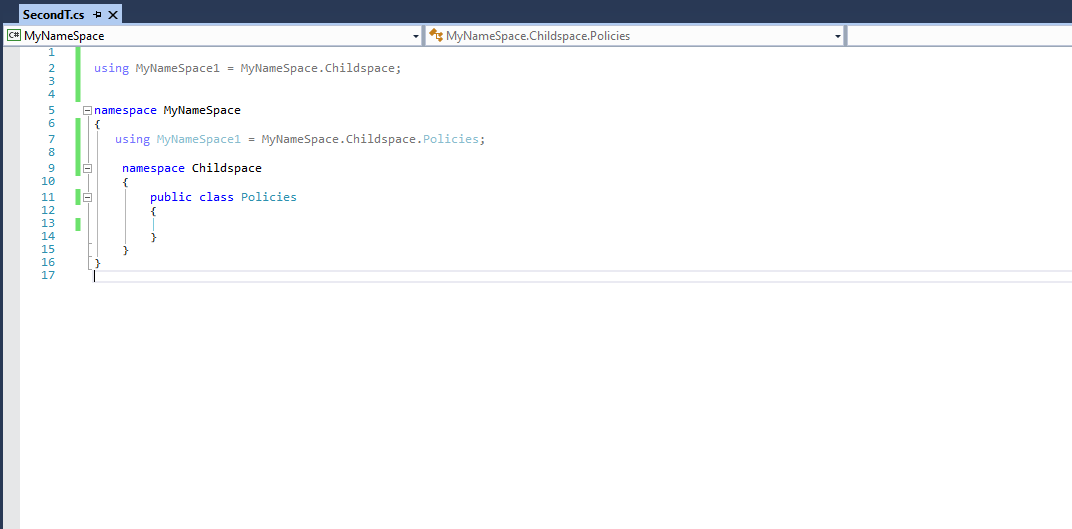 SecondT.cs
C# MyNameSpace MyNameSpace.Childspace.Policies
1
2 using MyNameSpace1 = MyNameSpace.Childspace;
3
4
5 namespace MyNameSpace
6 {
7 using MyNameSpace1 = MyNameSpace.Childspace.Policies;
8
9 namespace Childspace
10 {
11 public class Policies
12 {
13
14 }
15 }
16 }
17